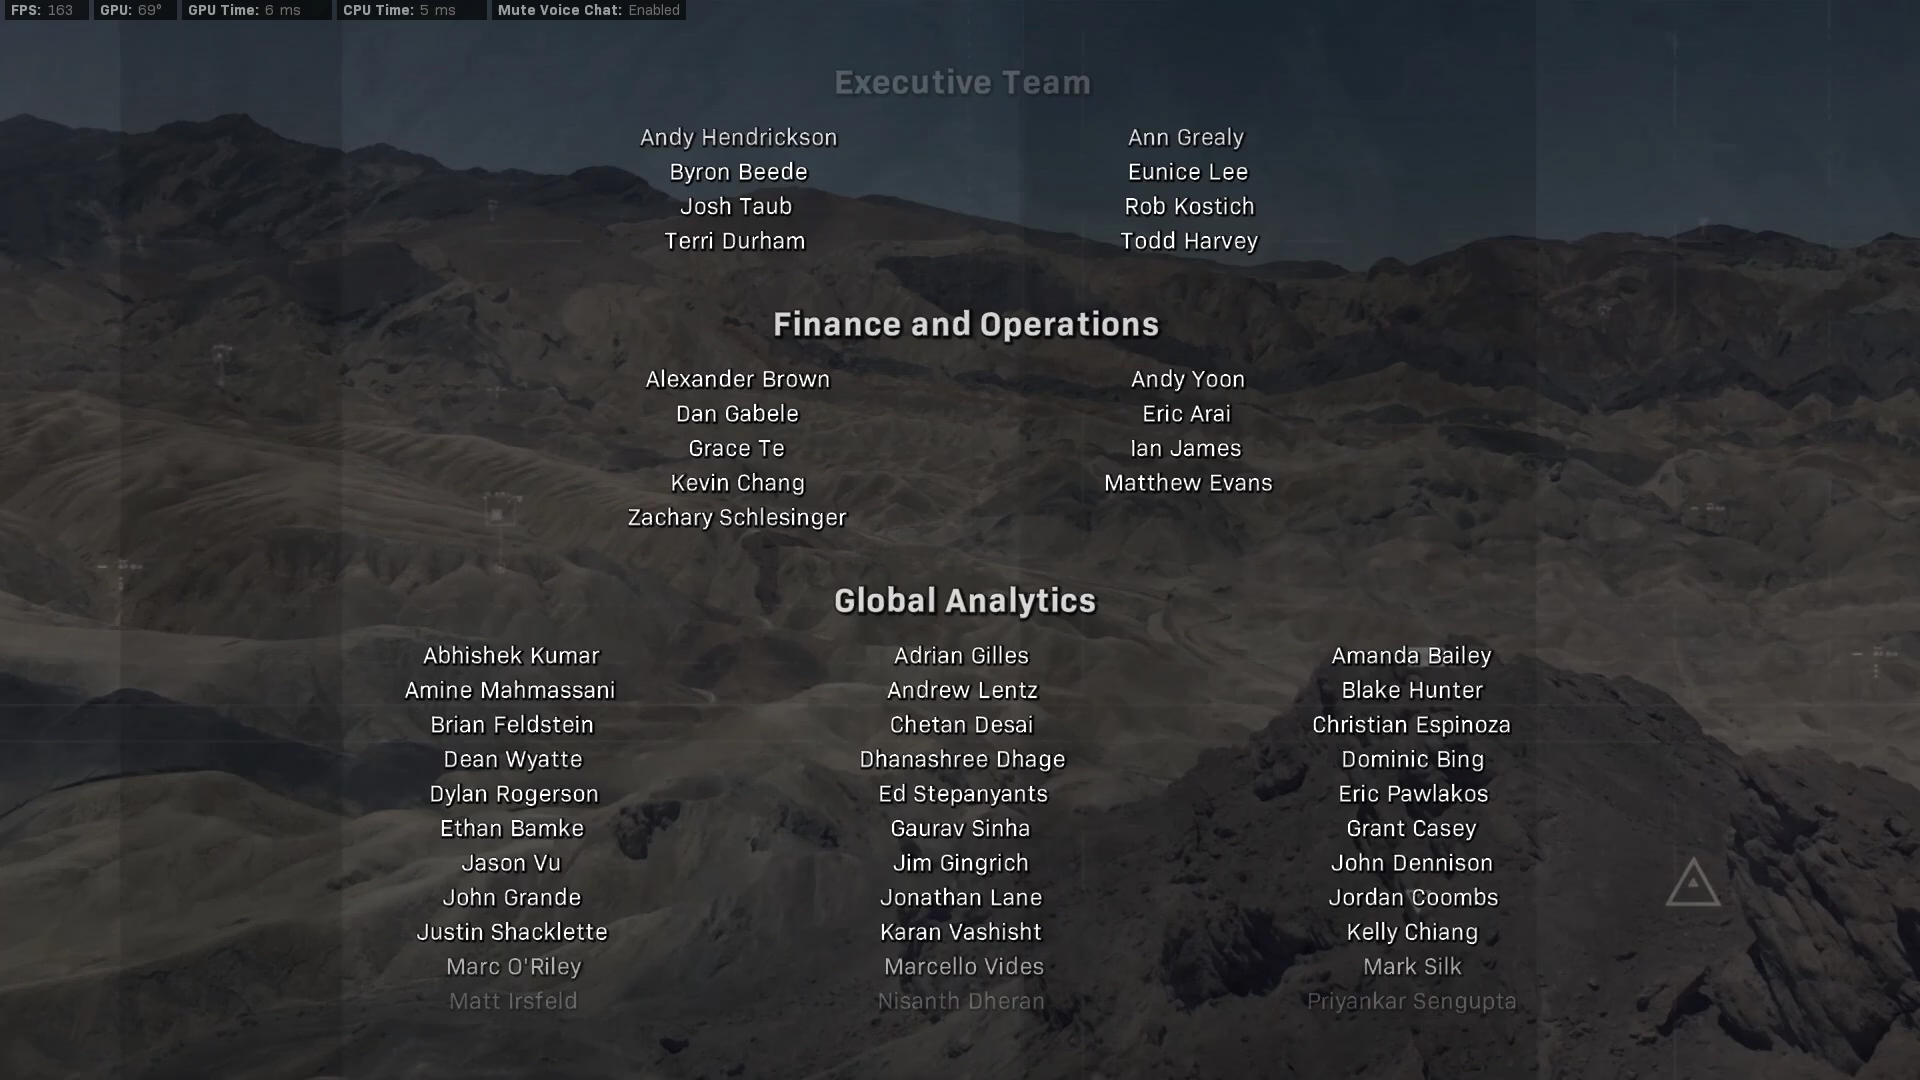 FPS: 163 GPU: 69° GPU Time: 6 ms CPU Time: 5 ms Mute Voice Chat: Enabled
Executive Team
Andy Hendrickson Ann Grealy
Byron Beede Eunice Lee
Josh Taub Rob Kostich
Terri Durham Todd Harvey
Finance and Operations
Alexander Brown Andy Yoon
Dan Gabele Eric Arai
Grace Te Ian James
Kevin Chang Matthew Evans
Zachary Schlesinger
Global Analytics
Abhishek Kumar Adrian Gilles Amanda Bailey
Amine Mahmassani Andrew Lentz Blake Hunter
Brian Feldstein Chetan Desai Christian Espinoza
Dean Wyatte Dhanashree Dhage Dominic Bing
Dylan Rogerson Ed Stepanyants Eric Pawlakos
Ethan Bamke Gaurav Sinha Grant Casey
Jason Vu Jim Gingrich John Dennison
John Grande Jonathan Lane Jordan Coombs
Justin Shacklette Karan Vashisht Kelly Chiang
Marc O'Riley Marcello Vides Mark Silk
Matt Irsfeld Nisanth Dheran Priyankar Sengupta